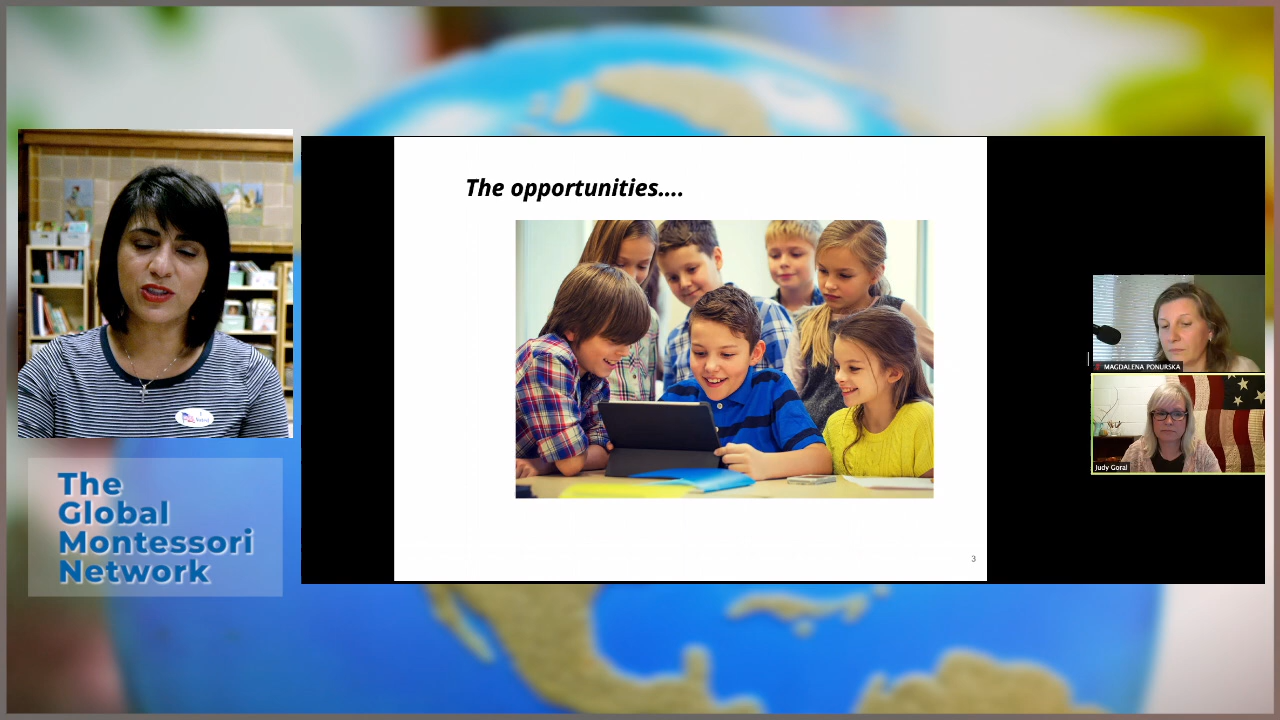 The opportunities....
3
MAGDALENA PONURSKA
Judy Goral
The
Global
Montessori
Network